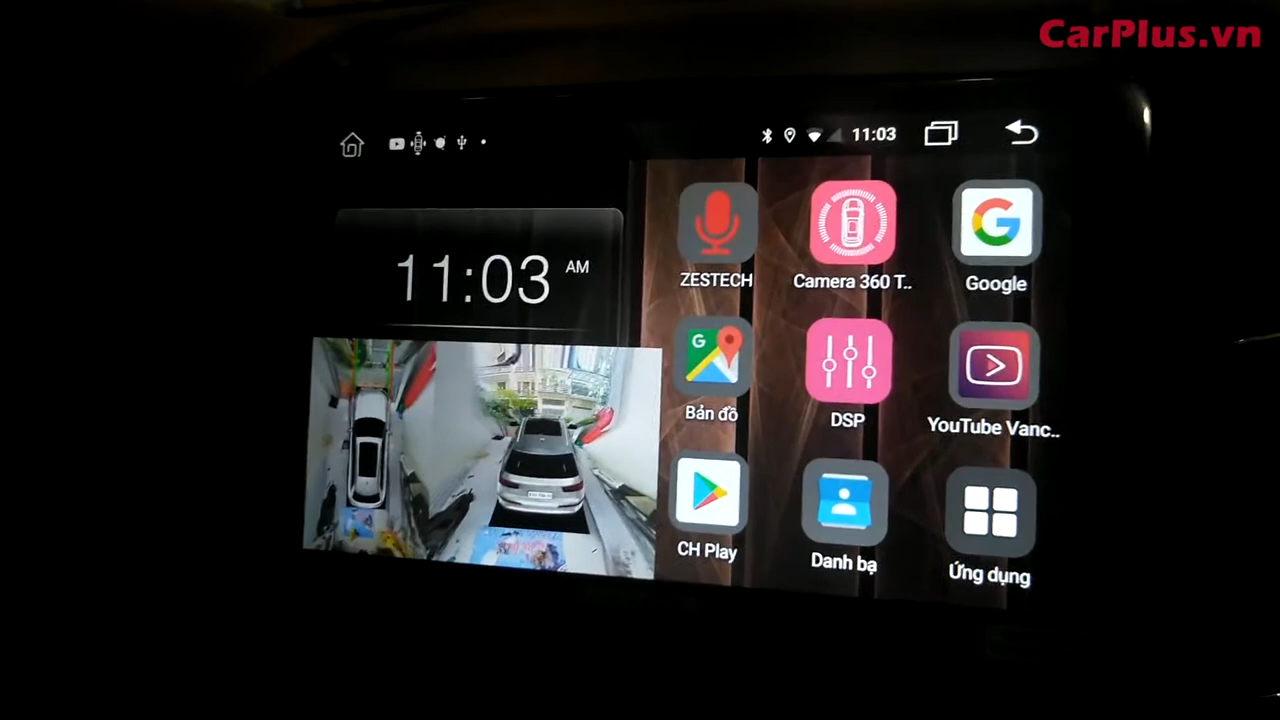 CarPlus.vn
11:03
11:03 AM
ZESTECH
Camera 360 T..
Google
Bản đồ
DSP
YouTube Vanc..
CH Play
Danh bạ
Ứng dụng